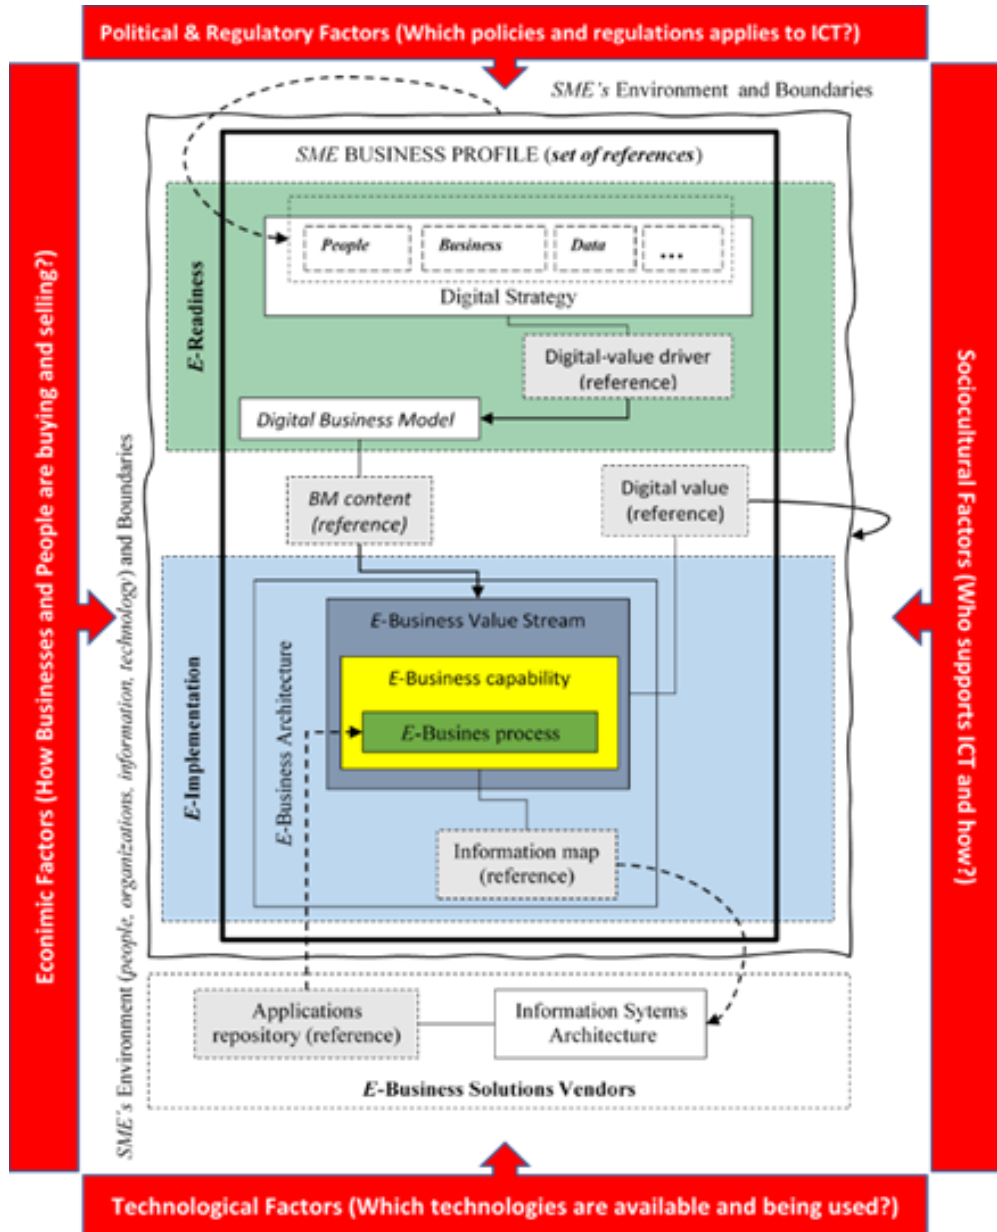 Political & Regulatory Factors (Which policies and regulations applies to ICT?)
SME's Environment and Boundaries
SME BUSINESS PROFILE (set of references)
People
Business
Data
...
Digital Strategy
E-Readiness
Digital-value driver
(reference)
Digital Business Model
BM content
(reference)
Digital value
(reference)
E-Implementation
E-Business Architecture
E-Business Value Stream
E-Business capability
E-Busines process
Information map
(reference)
Applications
repository (reference)
Information Sytems
Architecture
E-Business Solutions Vendors
SME's Environment (people, organizations, information, technology) and Boundaries
Econimic Factors (How Businesses and People are buying and selling?)
Sociocultural Factors (Who supports ICT and how?)
Technological Factors (Which technologies are available and being used?)